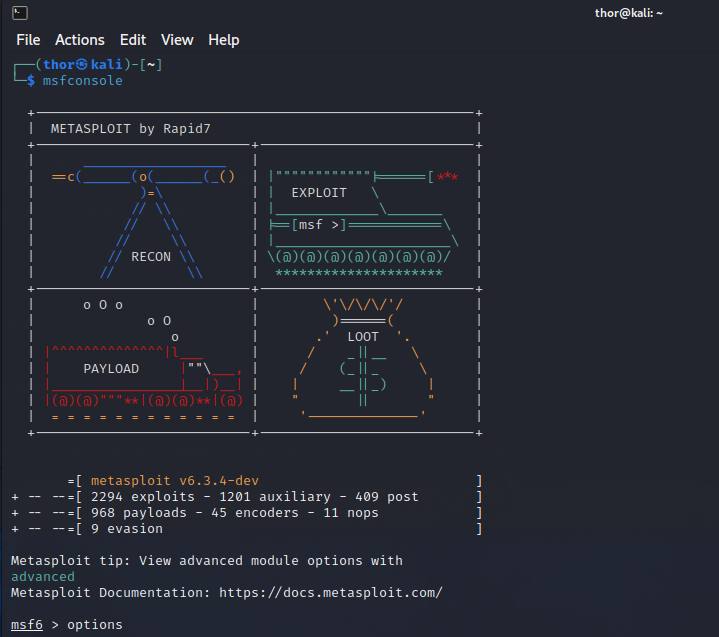 thor@kali: ~
File Actions Edit View Help
┌──(thor㉿kali)-[~]
└─$ msfconsole
METASPLOIT by Rapid7
EXPLOIT
[msf >]
RECON
o O o
o O
o
LOOT
PAYLOAD
=[ metasploit v6.3.4-dev ]
+ -- --=[ 2294 exploits - 1201 auxiliary - 409 post ]
+ -- --=[ 968 payloads - 45 encoders - 11 nops ]
+ -- --=[ 9 evasion ]
Metasploit tip: View advanced module options with
advanced
Metasploit Documentation: https://docs.metasploit.com/
msf6 > options